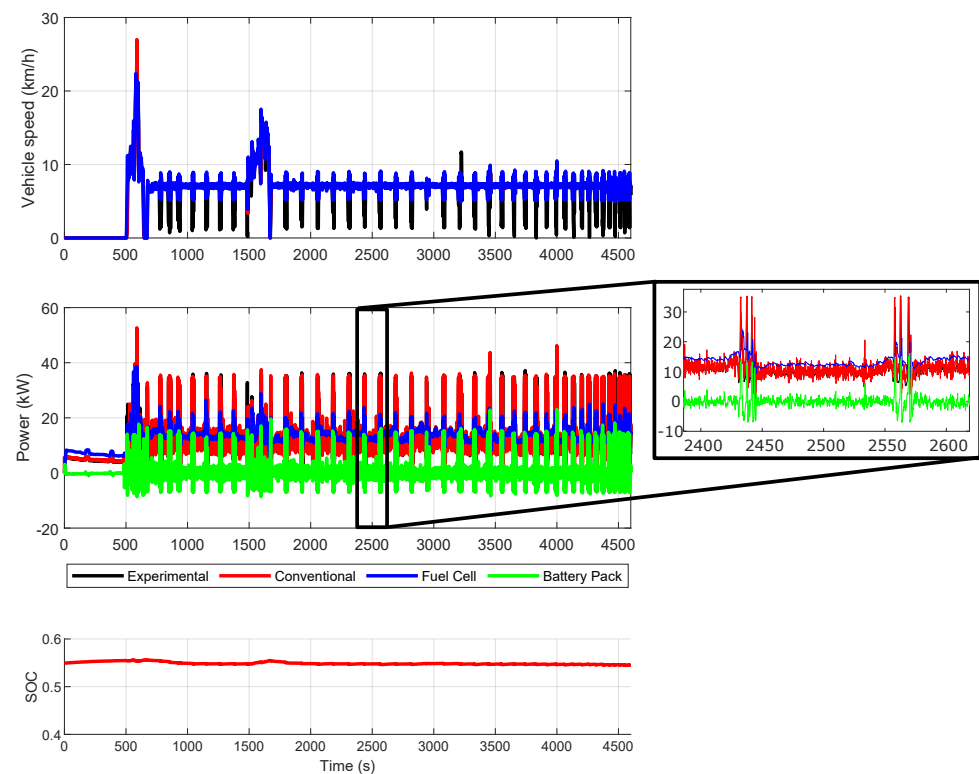 30
20
10
0
Vehicle speed (km/h)
0 500 1000 1500 2000 2500 3000 3500 4000 4500
60
40
20
0
-20
Power (kW)
0 500 1000 1500 2000 2500 3000 3500 4000 4500
30
20
10
0
-10
2400 2450 2500 2550 2600
Experimental Conventional Fuel Cell Battery Pack
0.6
0.5
0.4
SOC
0 500 1000 1500 2000 2500 3000 3500 4000 4500
Time (s)